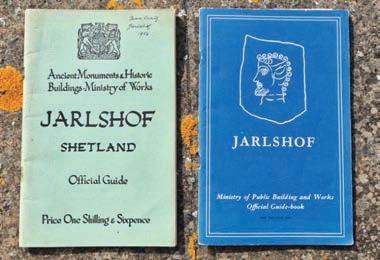 Jarlshof
Ancient Monuments & Historic
Buildings-Ministry of Works
JARLSHOF
SHETLAND
Official Guide
Price One Shilling & Sixpence
JARLSHOF
Ministry of Public Building and Works
Official Guide-book